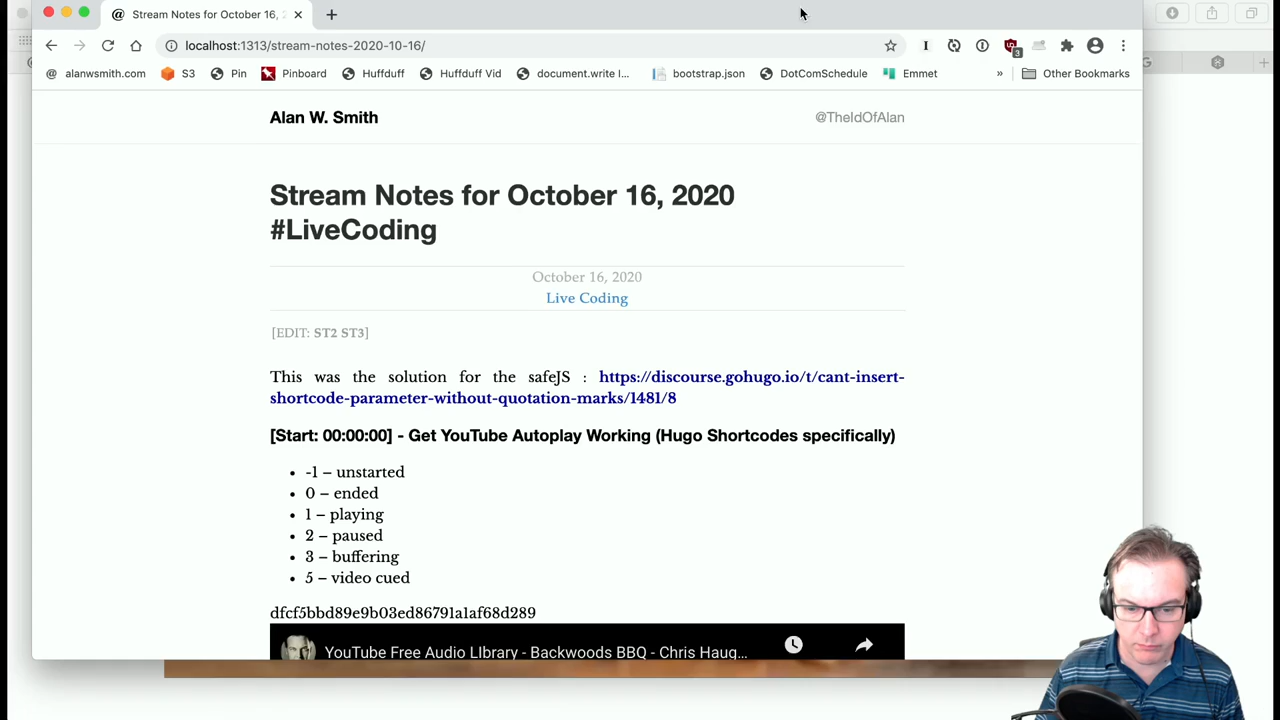 @ Stream Notes for October 16,
localhost:1313/stream-notes-2020-10-16/
3
@ alanwsmith.com S3 Pin Pinboard Huffduff Huffduff Vid document.write I... bootstrap.json DotComSchedule Emmet » Other Bookmarks
Alan W. Smith @TheIdOfAlan
Stream Notes for October 16, 2020
#LiveCoding
October 16, 2020
Live Coding
[EDIT: ST2 ST3]
This was the solution for the safeJS : https://discourse.gohugo.io/t/cant-insert-
shortcode-parameter-without-quotation-marks/1481/8
[Start: 00:00:00] - Get YouTube Autoplay Working (Hugo Shortcodes specifically)
• -1 – unstarted
• 0 – ended
• 1 – playing
• 2 – paused
• 3 – buffering
• 5 – video cued
dfcf5bbd89e9b03ed86791a1af68d289
YouTube Free Audio LIbrary - Backwoods BBQ - Chris Haug...